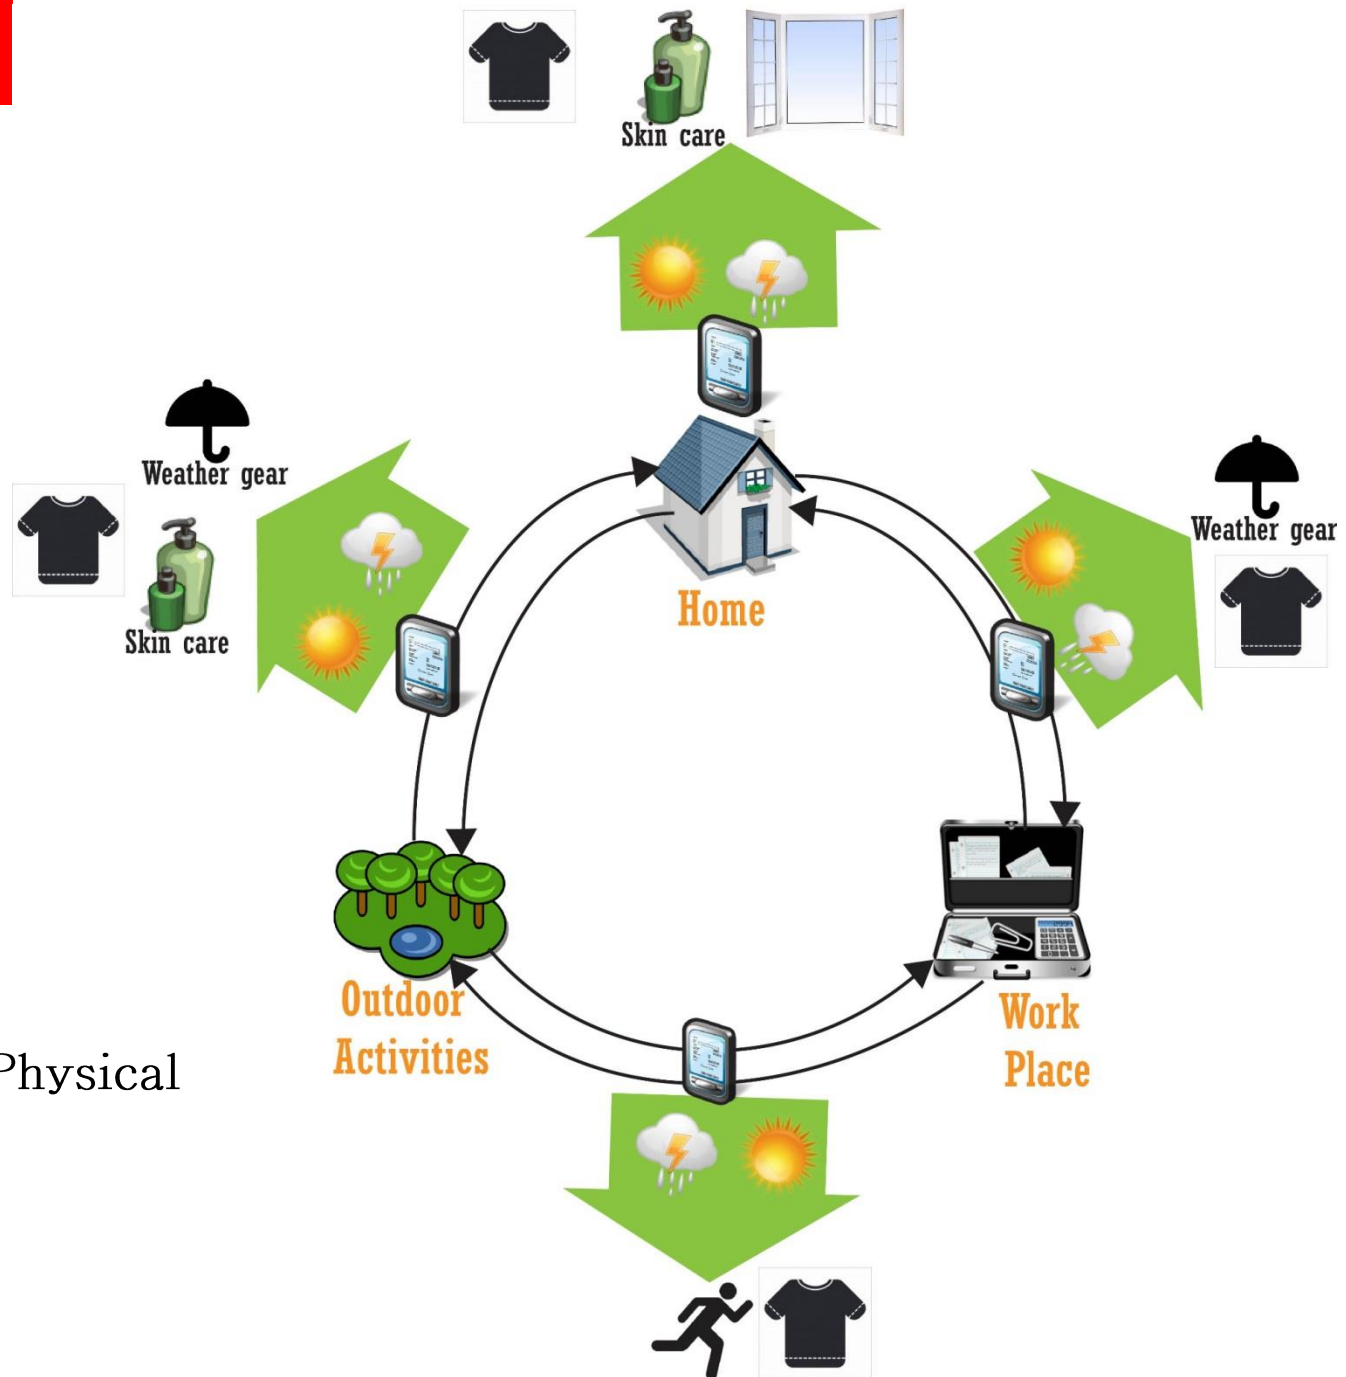 Skin care
Weather gear
Weather gear
Skin care
Home
Outdoor
Activities
Work
Place
Physical